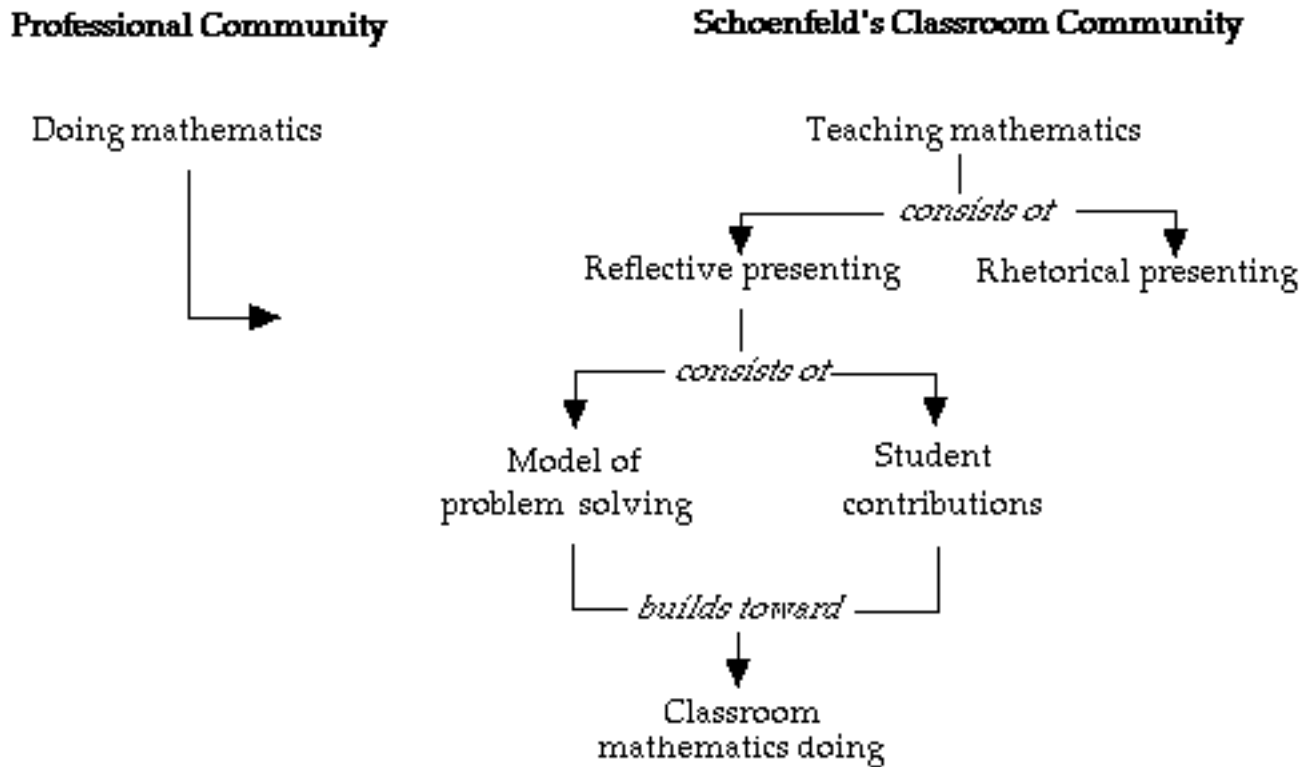 Professional Community
Schoenfeld's Classroom Community
Doing mathematics
Teaching mathematics
consists of
Reflective presenting
Rhetorical presenting
consists of
Model of
problem solving
Student
contributions
builds toward
Classroom
mathematics doing